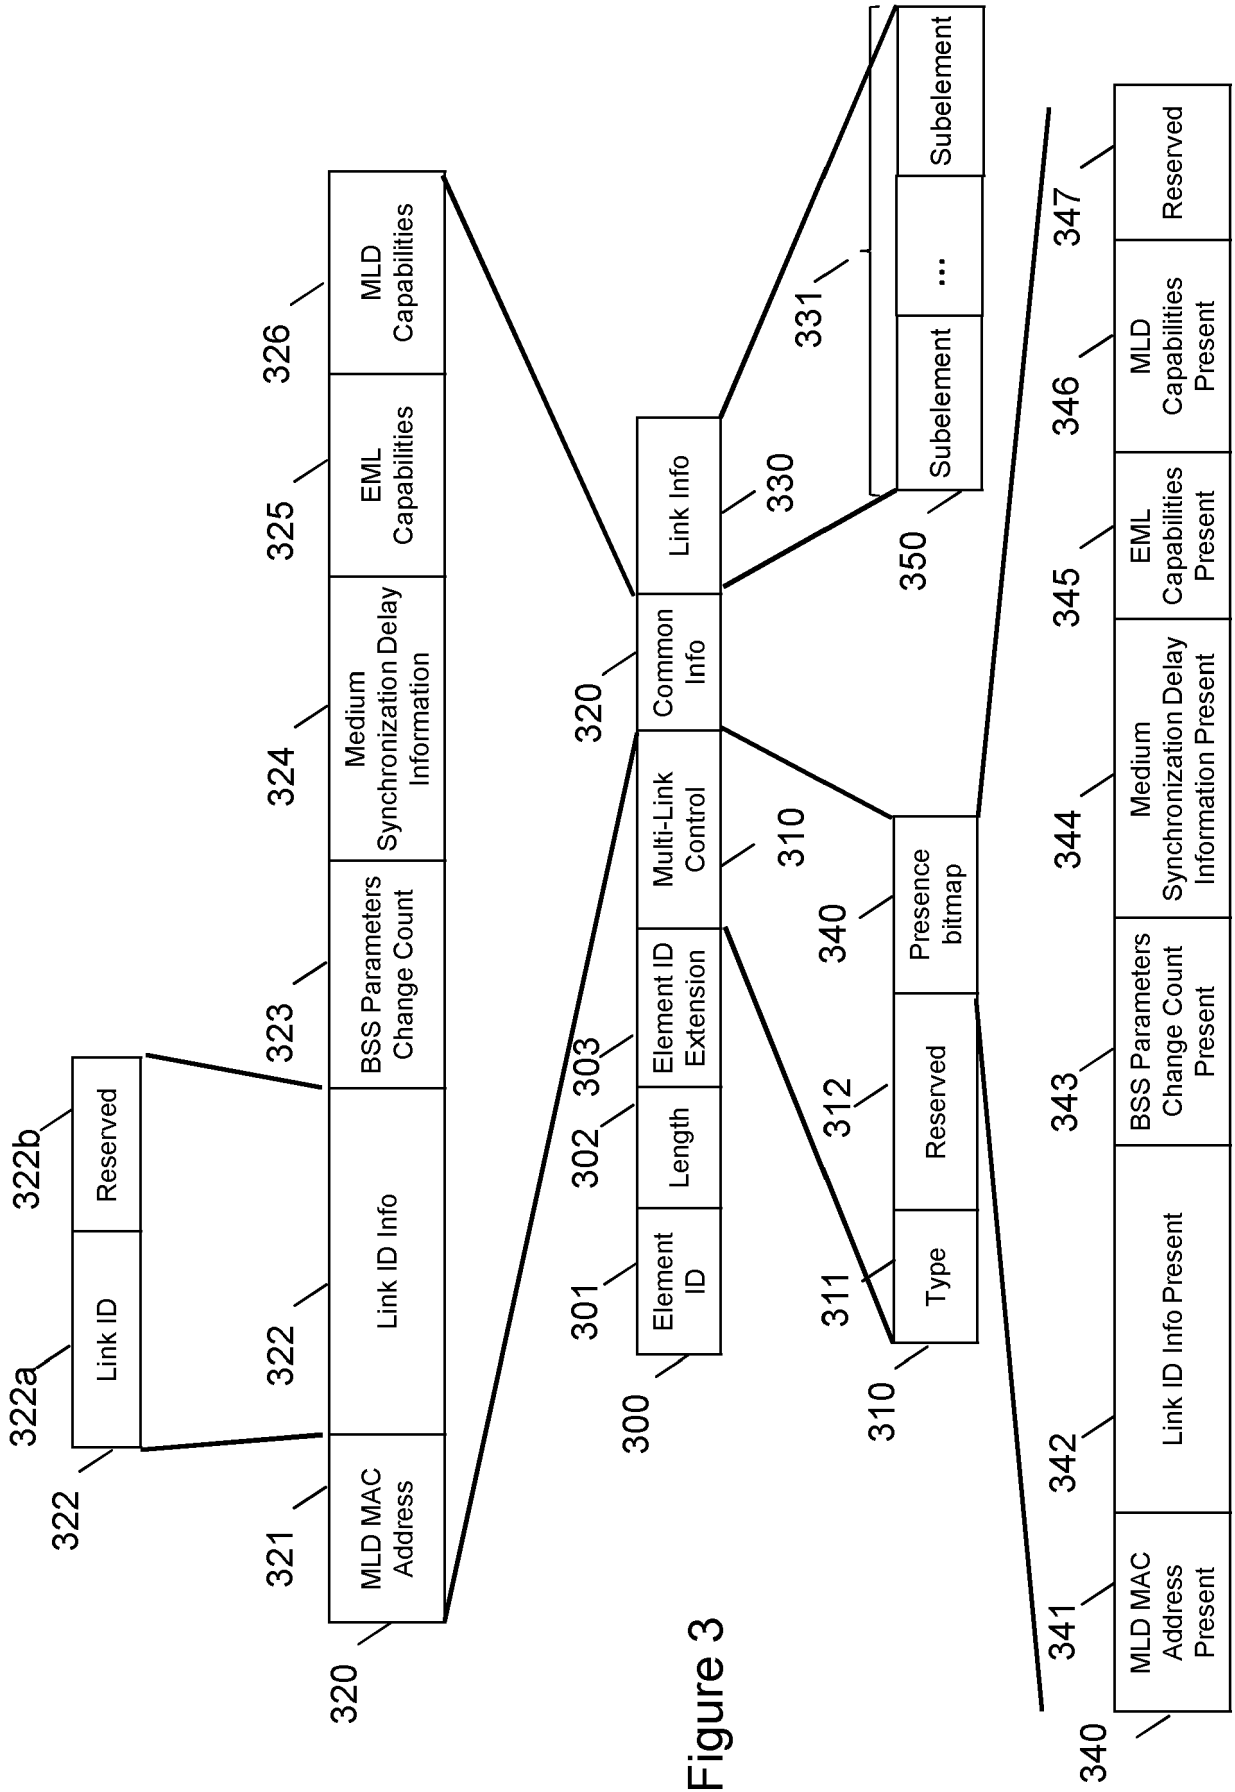 322a
322b
Link ID
Reserved
322
321
322
323
324
325
326
MLD MAC
Address
Link ID Info
BSS Parameters
Change Count
Medium
Synchronization Delay
Information
EML
Capabilities
MLD
Capabilities
320
301
302
303
320
Element
ID
Length
Element ID
Extension
Multi-Link
Control
Common
Info
Link Info
300
310
330
311
312
340
331
Type
Reserved
Presence
bitmap
Subelement
...
Subelement
310
350
341
342
343
344
345
346
347
MLD MAC
Address
Present
Link ID Info Present
BSS Parameters
Change Count
Present
Medium
Synchronization Delay
Information Present
EML
Capabilities
Present
MLD
Capabilities
Present
Reserved
340
Figure 3